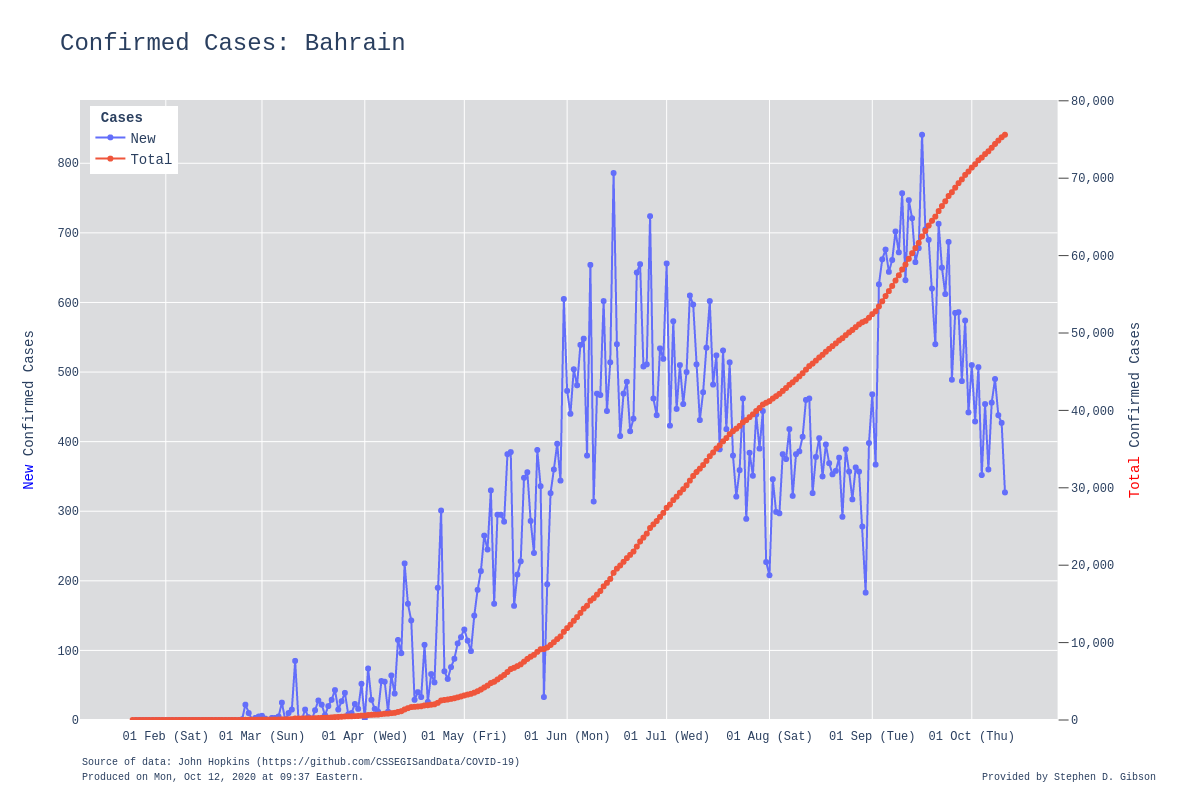 Confirmed Cases: Bahrain
Cases
New
Total
80,000
70,000
60,000
50,000
40,000
30,000
20,000
10,000
0
800
700
600
500
400
300
200
100
0
New Confirmed Cases
Total Confirmed Cases
01 Feb (Sat) 01 Mar (Sun) 01 Apr (Wed) 01 May (Fri) 01 Jun (Mon) 01 Jul (Wed) 01 Aug (Sat) 01 Sep (Tue) 01 Oct (Thu)
Source of data: John Hopkins (https://github.com/CSSEGISandData/COVID-19)
Produced on Mon, Oct 12, 2020 at 09:37 Eastern.
Provided by Stephen D. Gibson